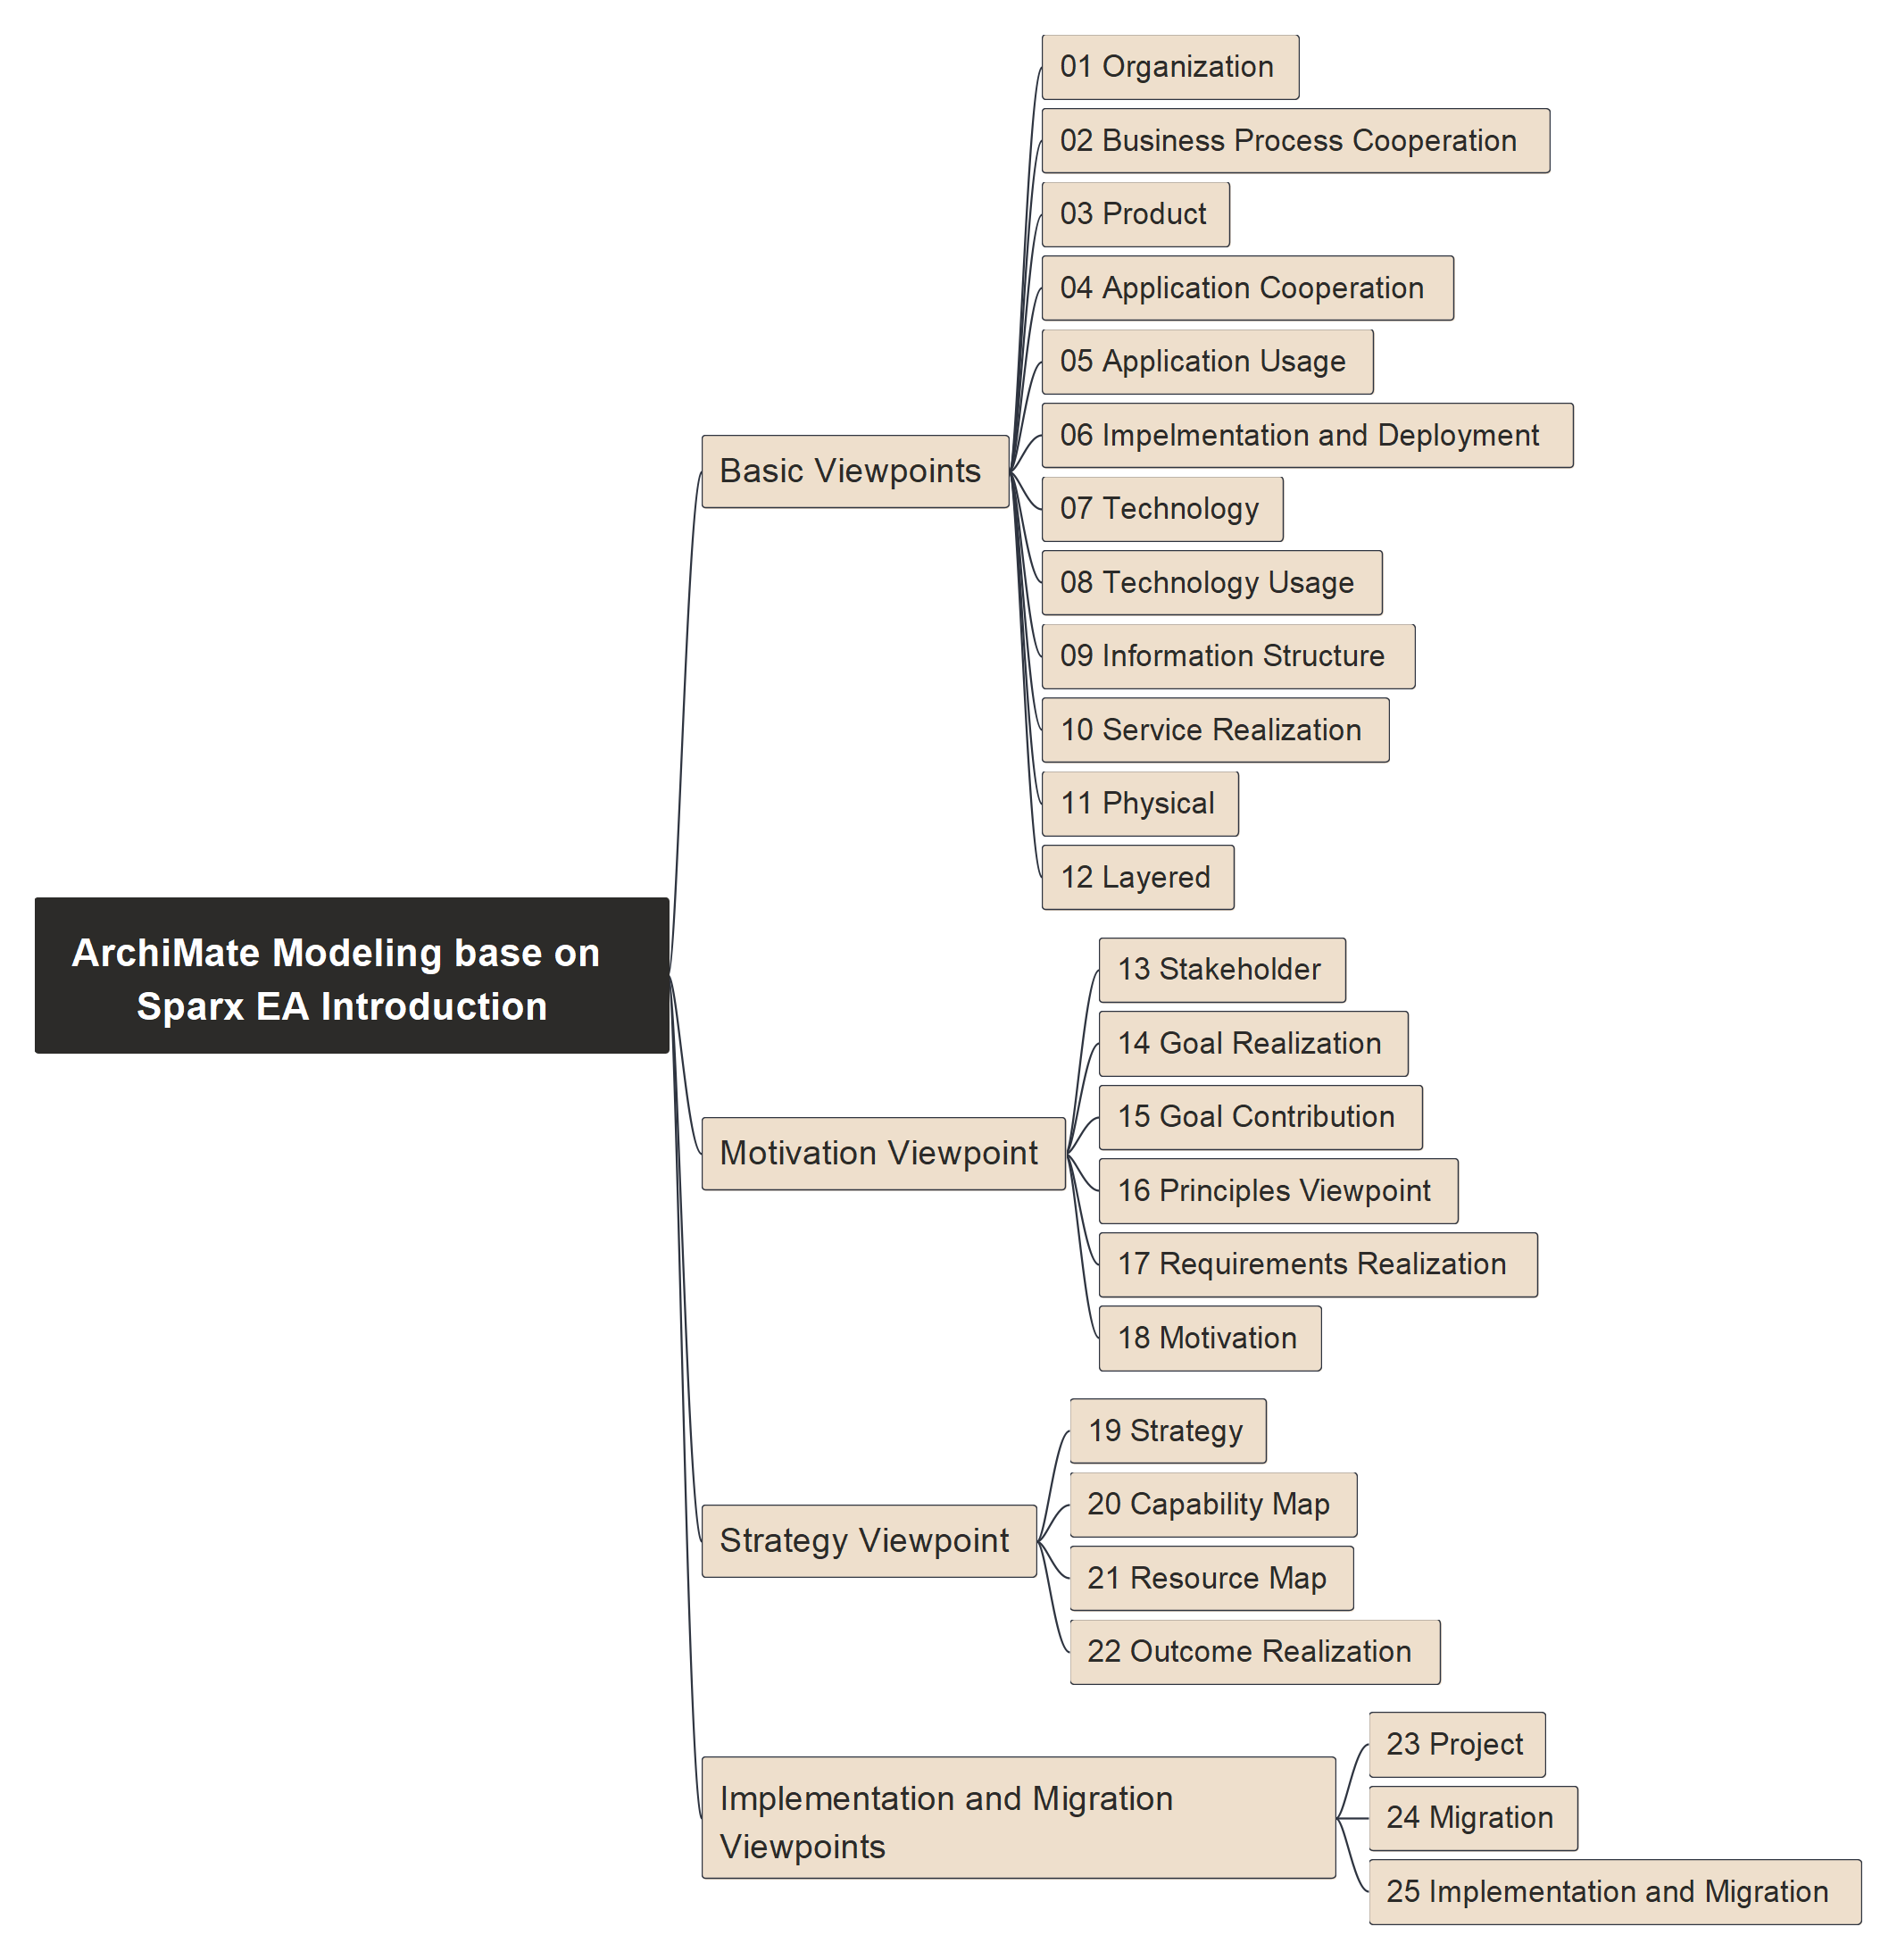 ArchiMate Modeling base on
Sparx EA Introduction
Basic Viewpoints
01 Organization
02 Business Process Cooperation
03 Product
04 Application Cooperation
05 Application Usage
06 Impelmentation and Deployment
07 Technology
08 Technology Usage
09 Information Structure
10 Service Realization
11 Physical
12 Layered
Motivation Viewpoint
13 Stakeholder
14 Goal Realization
15 Goal Contribution
16 Principles Viewpoint
17 Requirements Realization
18 Motivation
Strategy Viewpoint
19 Strategy
20 Capability Map
21 Resource Map
22 Outcome Realization
Implementation and Migration
Viewpoints
23 Project
24 Migration
25 Implementation and Migration